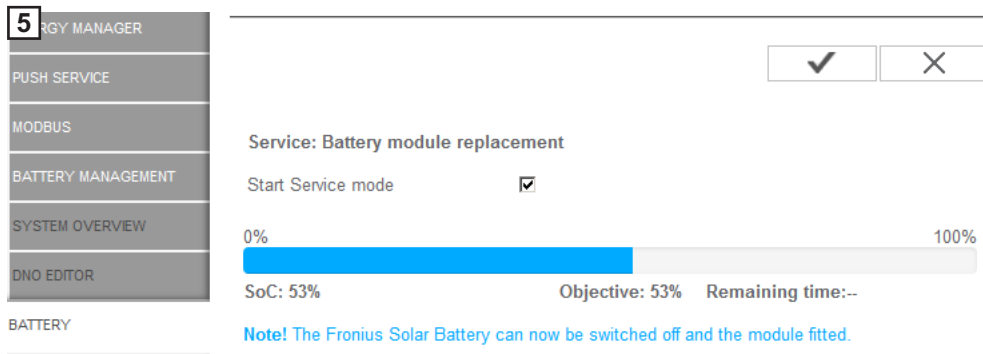 5
RGY MANAGER
PUSH SERVICE
MODBUS
BATTERY MANAGEMENT
SYSTEM OVERVIEW
DNO EDITOR
BATTERY
Service: Battery module replacement
Start Service mode
0% 100%
SoC: 53% Objective: 53% Remaining time:--
Note! The Fronius Solar Battery can now be switched off and the module fitted.